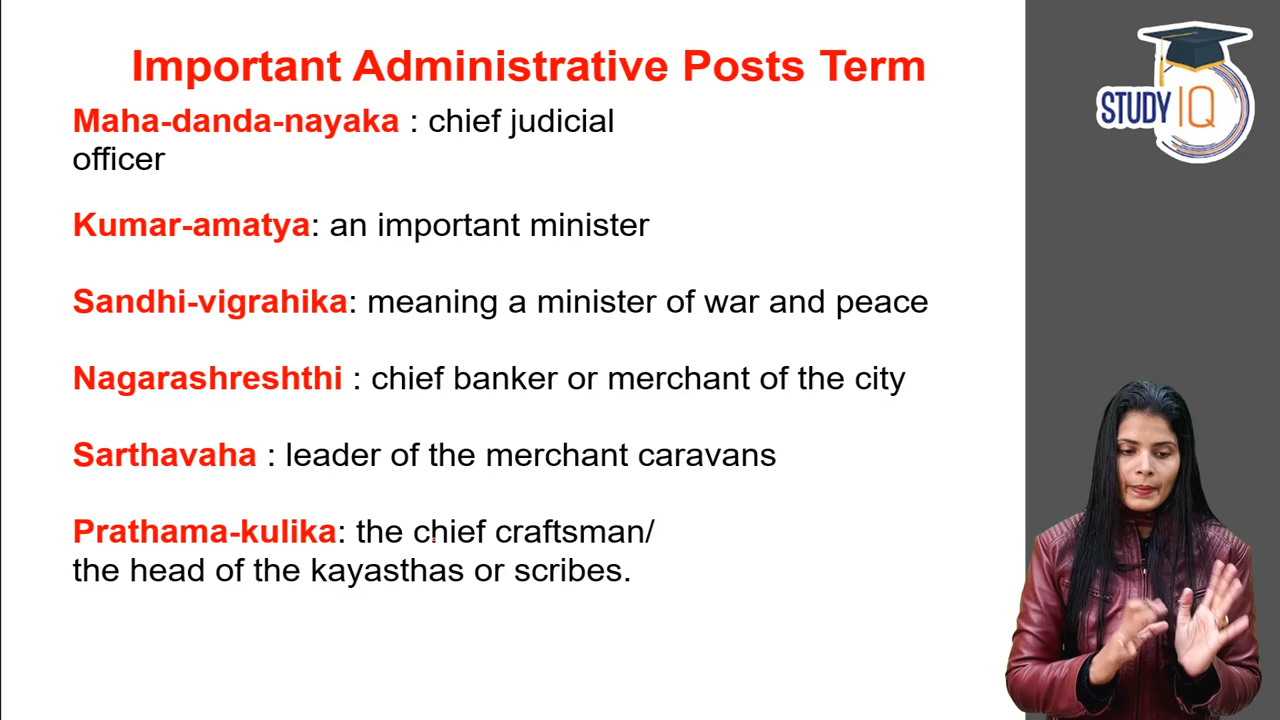 Important Administrative Posts Term
Maha-danda-nayaka : chief judicial
officer
Kumar-amatya: an important minister
Sandhi-vigrahika: meaning a minister of war and peace
Nagarashreshthi : chief banker or merchant of the city
Sarthavaha : leader of the merchant caravans
Prathama-kulika: the chief craftsman/
the head of the kayasthas or scribes.
STUDY IQ